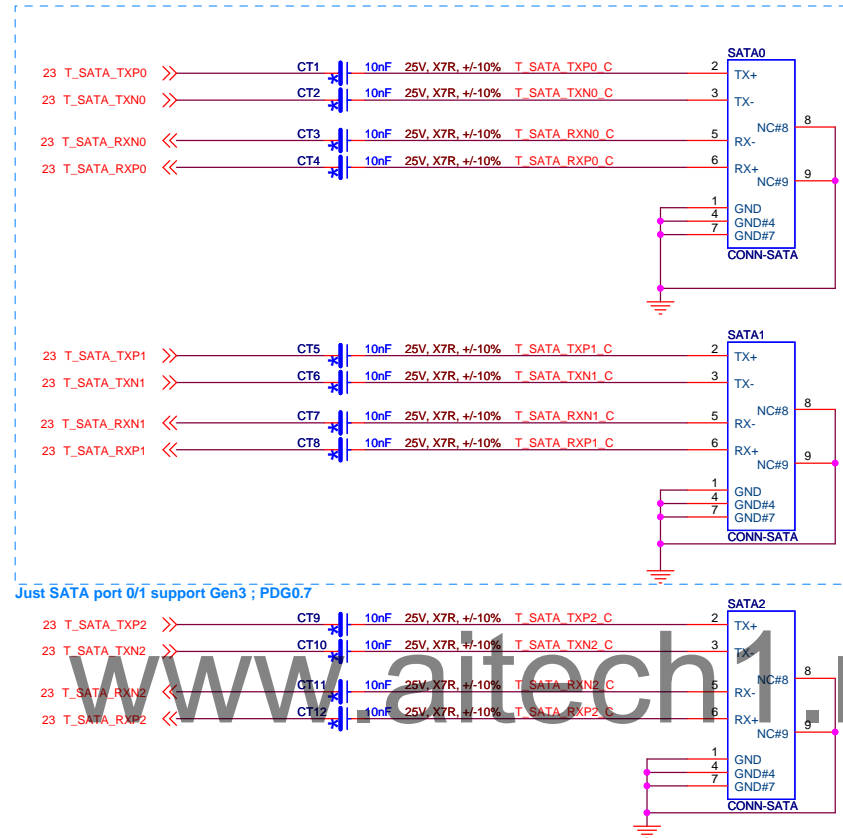 SATA0
23 T_SATA_TXP0 CT1 10nF 25V, X7R, +/-10% T_SATA_TXP0_C 2 TX+
23 T_SATA_TXN0 CT2 10nF 25V, X7R, +/-10% T_SATA_TXN0_C 3 TX-
NC#8 8
23 T_SATA_RXN0 CT3 10nF 25V, X7R, +/-10% T_SATA_RXN0_C 5 RX-
23 T_SATA_RXP0 CT4 10nF 25V, X7R, +/-10% T_SATA_RXP0_C 6 RX+
NC#9 9
1 GND
4 GND#4
7 GND#7
CONN-SATA
SATA1
23 T_SATA_TXP1 CT5 10nF 25V, X7R, +/-10% T_SATA_TXP1_C 2 TX+
23 T_SATA_TXN1 CT6 10nF 25V, X7R, +/-10% T_SATA_TXN1_C 3 TX-
NC#8 8
23 T_SATA_RXN1 CT7 10nF 25V, X7R, +/-10% T_SATA_RXN1_C 5 RX-
23 T_SATA_RXP1 CT8 10nF 25V, X7R, +/-10% T_SATA_RXP1_C 6 RX+
NC#9 9
1 GND
4 GND#4
7 GND#7
CONN-SATA
Just SATA port 0/1 support Gen3 ; PDG0.7
SATA2
23 T_SATA_TXP2 CT9 10nF 25V, X7R, +/-10% T_SATA_TXP2_C 2 TX+
23 T_SATA_TXN2 CT10 10nF 25V, X7R, +/-10% T_SATA_TXN2_C 3 TX-
NC#8 8
23 T_SATA_RXN2 CT11 10nF 25V, X7R, +/-10% T_SATA_RXN2_C 5 RX-
23 T_SATA_RXP2 CT12 10nF 25V, X7R, +/-10% T_SATA_RXP2_C 6 RX+
NC#9 9
www.aitech1.
1 GND
4 GND#4
7 GND#7
CONN-SATA